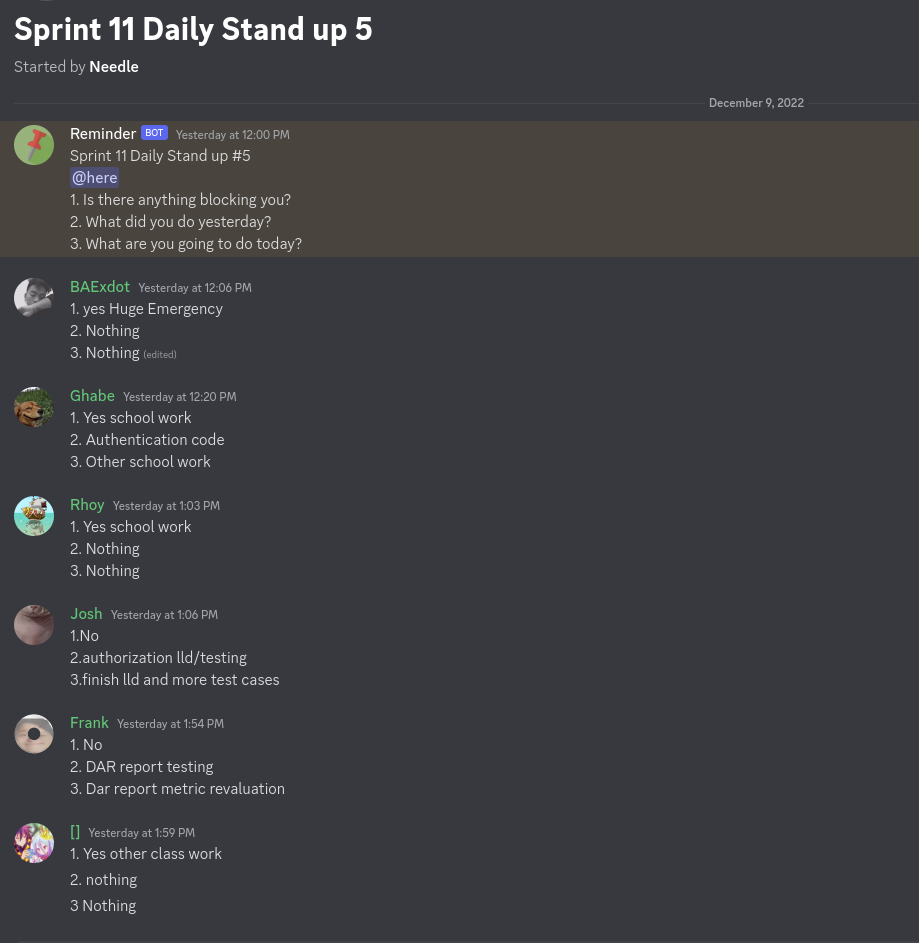 Sprint 11 Daily Stand up 5
Started by Needle
December 9, 2022
Reminder BOT Yesterday at 12:00 PM
Sprint 11 Daily Stand up #5
@here
1. Is there anything blocking you?
2. What did you do yesterday?
3. What are you going to do today?
BAExdot Yesterday at 12:06 PM
1. yes Huge Emergency
2. Nothing
3. Nothing (edited)
Ghabe Yesterday at 12:20 PM
1. Yes school work
2. Authentication code
3. Other school work
Rhoy Yesterday at 1:03 PM
1. Yes school work
2. Nothing
3. Nothing
Josh Yesterday at 1:06 PM
1.No
2.authorization lld/testing
3.finish lld and more test cases
Frank Yesterday at 1:54 PM
1. No
2. DAR report testing
3. Dar report metric revaluation
[] Yesterday at 1:59 PM
1. Yes other class work
2. nothing
3 Nothing